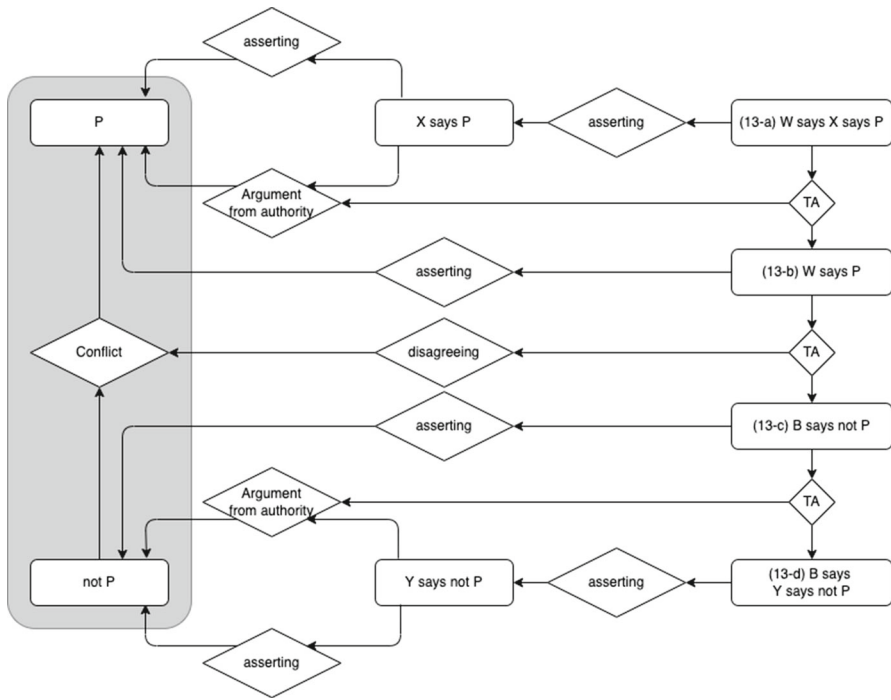 asserting
P
X says P
asserting
(13-a) W says X says P
Argument
from authority
TA
asserting
(13-b) W says P
Conflict
disagreeing
TA
asserting
(13-c) B says not P
Argument
from authority
TA
not P
Y says not P
asserting
(13-d) B says
Y says not P
asserting